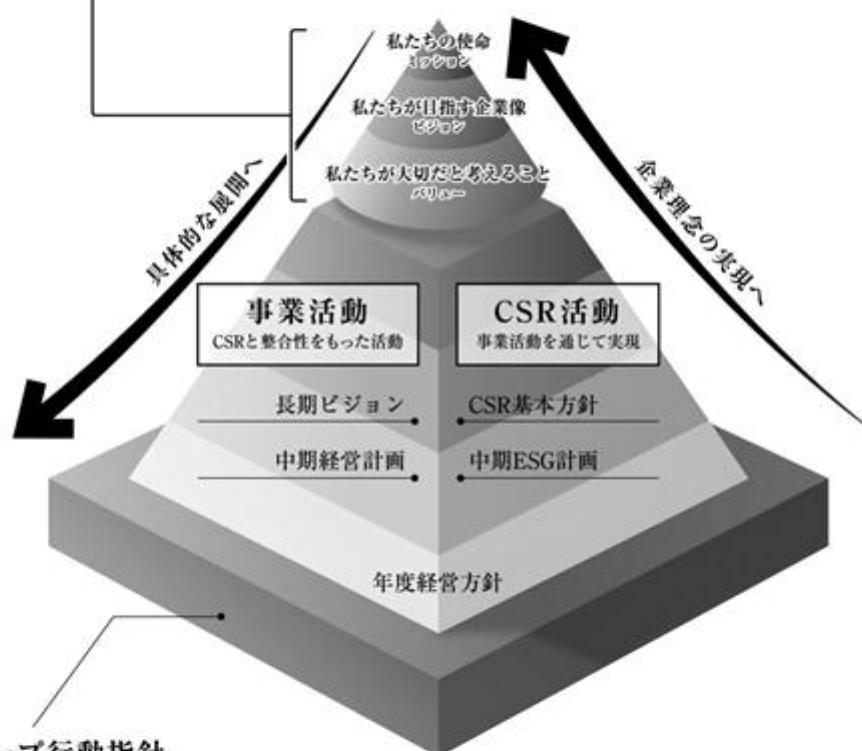 私たちの使命
ミッション
私たちが目指す企業像
ビジョン
私たちが大切だと考えること
バリュー
具体的な展開へ
企業理念の実現へ
事業活動
CSRと整合性をもった活動
CSR活動
事業活動を通じて実現
長期ビジョン
CSR基本方針
中期経営計画
中期ESG計画
年度経営方針
プ行動指針